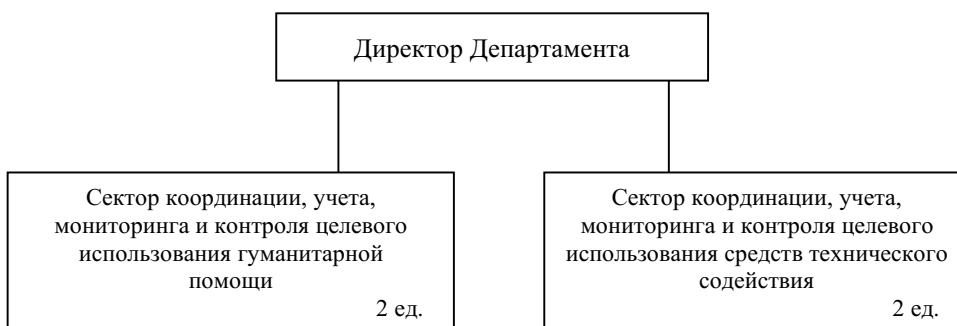 Директор Департамента
Сектор координации, учета,
мониторинга и контроля целевого
использования гуманитарной
помощи
2 ед.
Сектор координации, учета,
мониторинга и контроля целевого
использования средств технического
содействия
2 ед.